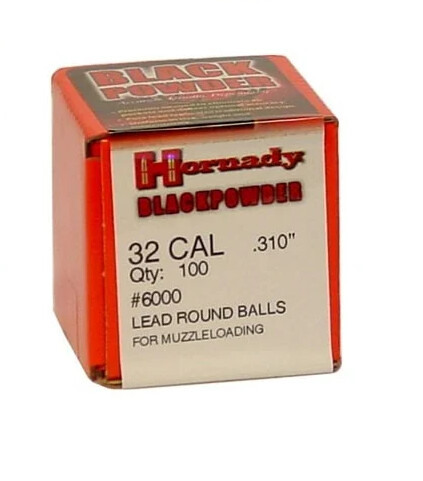 BLACK
POWDER
Hornady
BLACKPOWDER
32 CAL .310"
Qty: 100
#6000
LEAD ROUND BALLS
FOR MUZZLELOADING